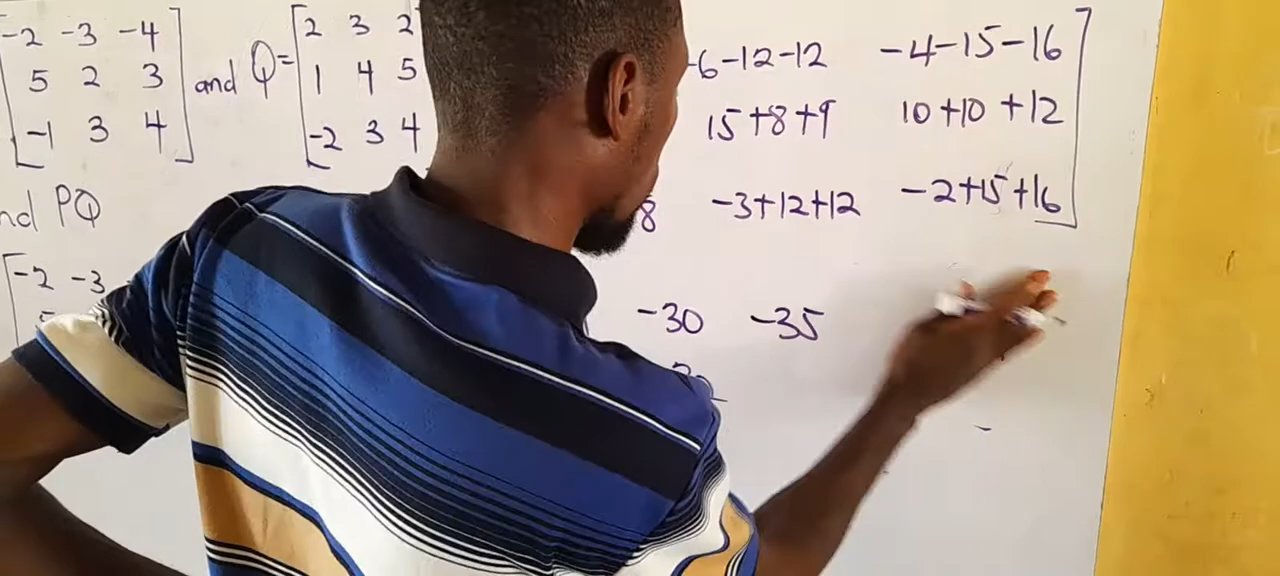 -2 -3 -4 and Q= 2 3 2 -6-12-12 -4-15-16
5 2 3 1 4 5 15+8+9 10+10+12
-1 3 4 -2 3 4 8 -3+12+12 -2+15+16
PQ
-2 -3 -30 -35